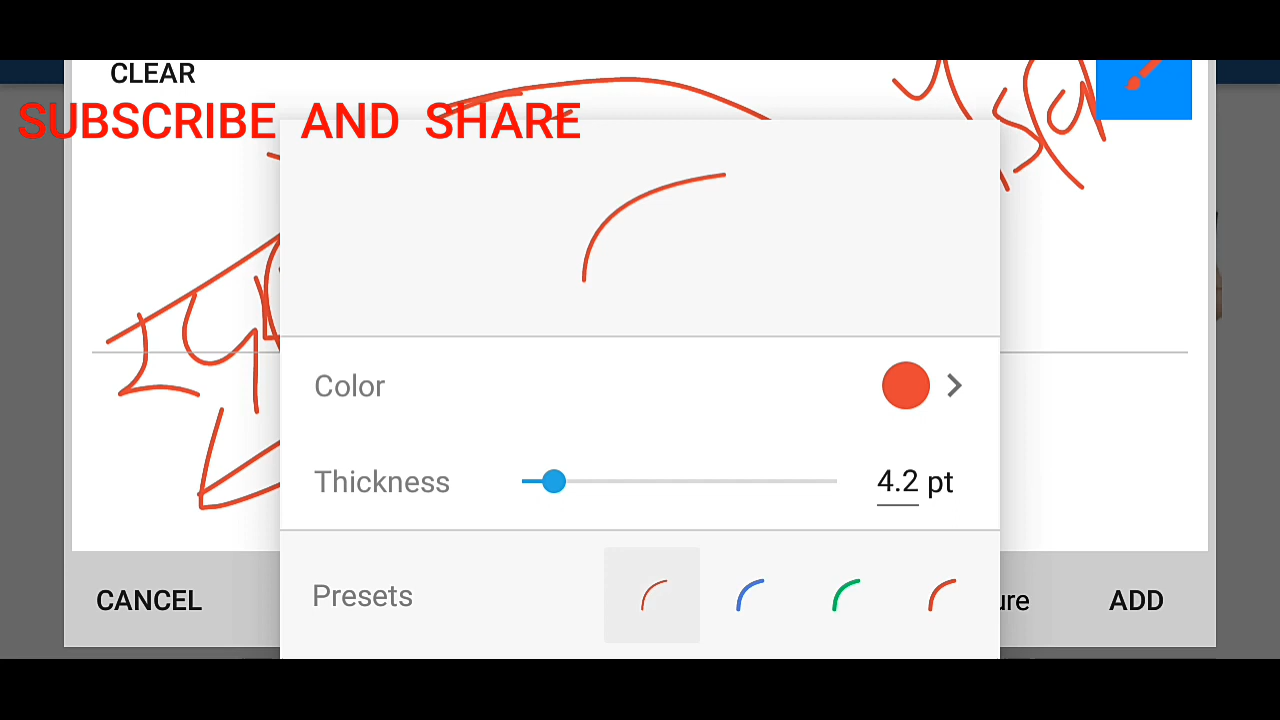 CLEAR
SUBSCRIBE AND SHARE
Color
Thickness 4.2 pt
Presets
CANCEL ure ADD